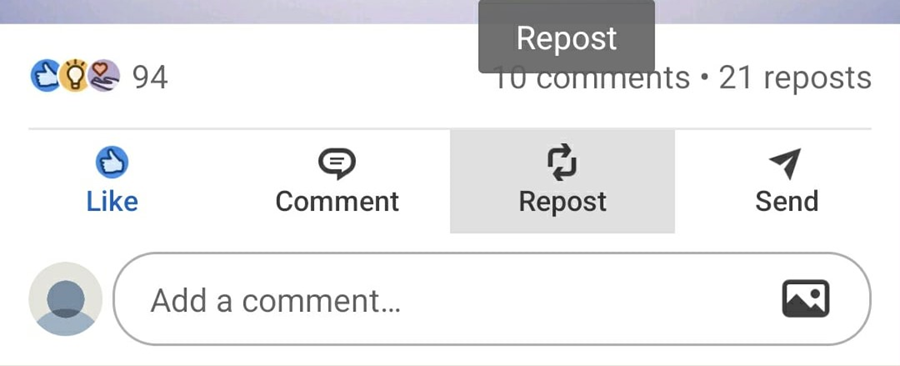 Repost
94
10 comments • 21 reposts
Like
Comment
Repost
Send
Add a comment...